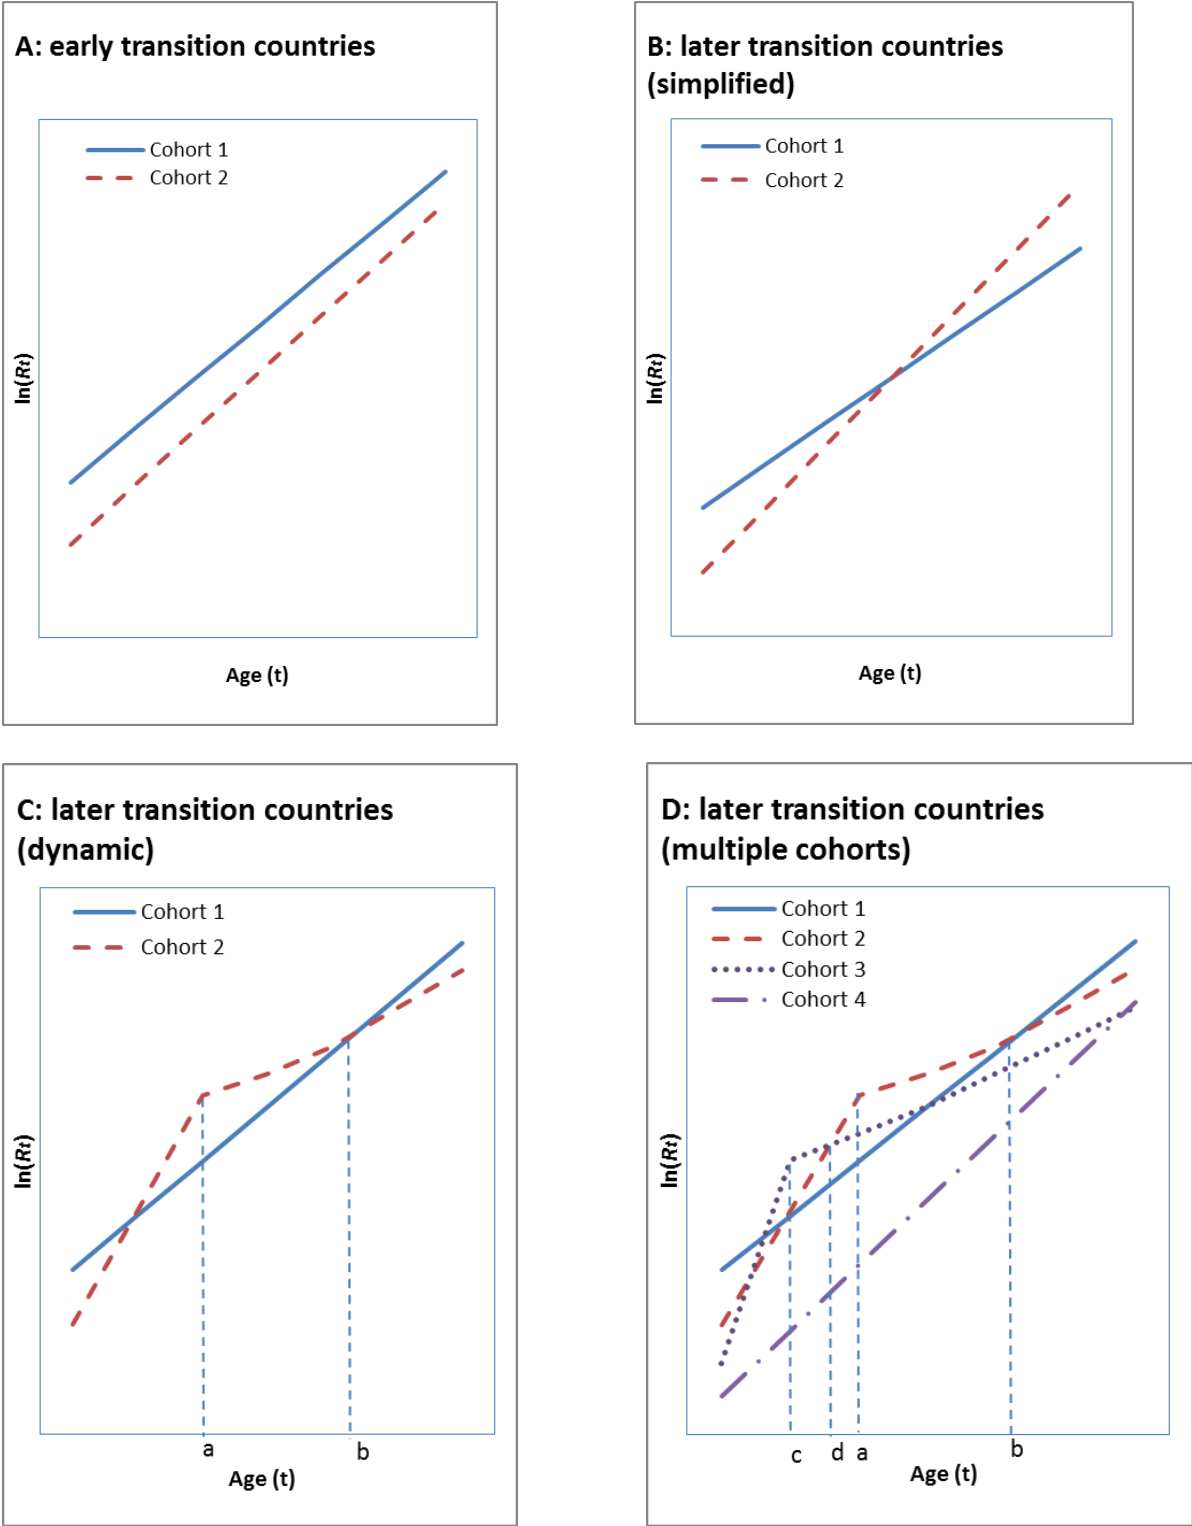 A: early transition countries
Cohort 1
Cohort 2
ln(Rt)
Age (t)
B: later transition countries
(simplified)
Cohort 1
Cohort 2
ln(Rt)
Age (t)
C: later transition countries
(dynamic)
Cohort 1
Cohort 2
ln(Rt)
a
b
Age (t)
D: later transition countries
(multiple cohorts)
Cohort 1
Cohort 2
Cohort 3
Cohort 4
ln(Rt)
c d a b
Age (t)